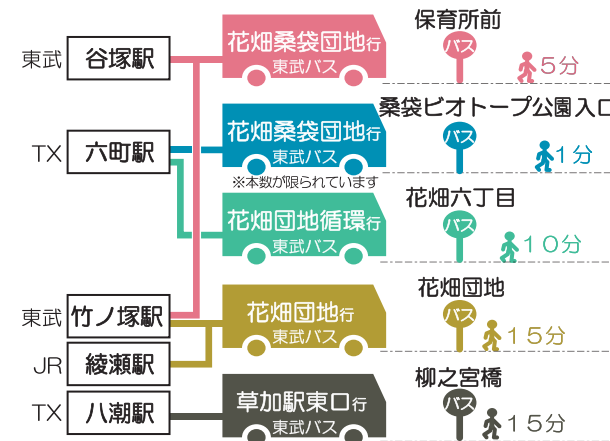 東武 谷塚駅 花畑桑袋団地行 東武バス 保育所前 バス 5分
TX 六町駅 花畑桑袋団地行 東武バス 桑袋ビオトープ公園入口 バス 1分
※本数が限られています
花畑団地循環行 東武バス 花畑六丁目 バス 10分
東武 竹ノ塚駅 花畑団地行 東武バス 花畑団地 バス 15分
JR 綾瀬駅
TX 八潮駅 草加駅東口行 東武バス 柳之宮橋 バス 15分